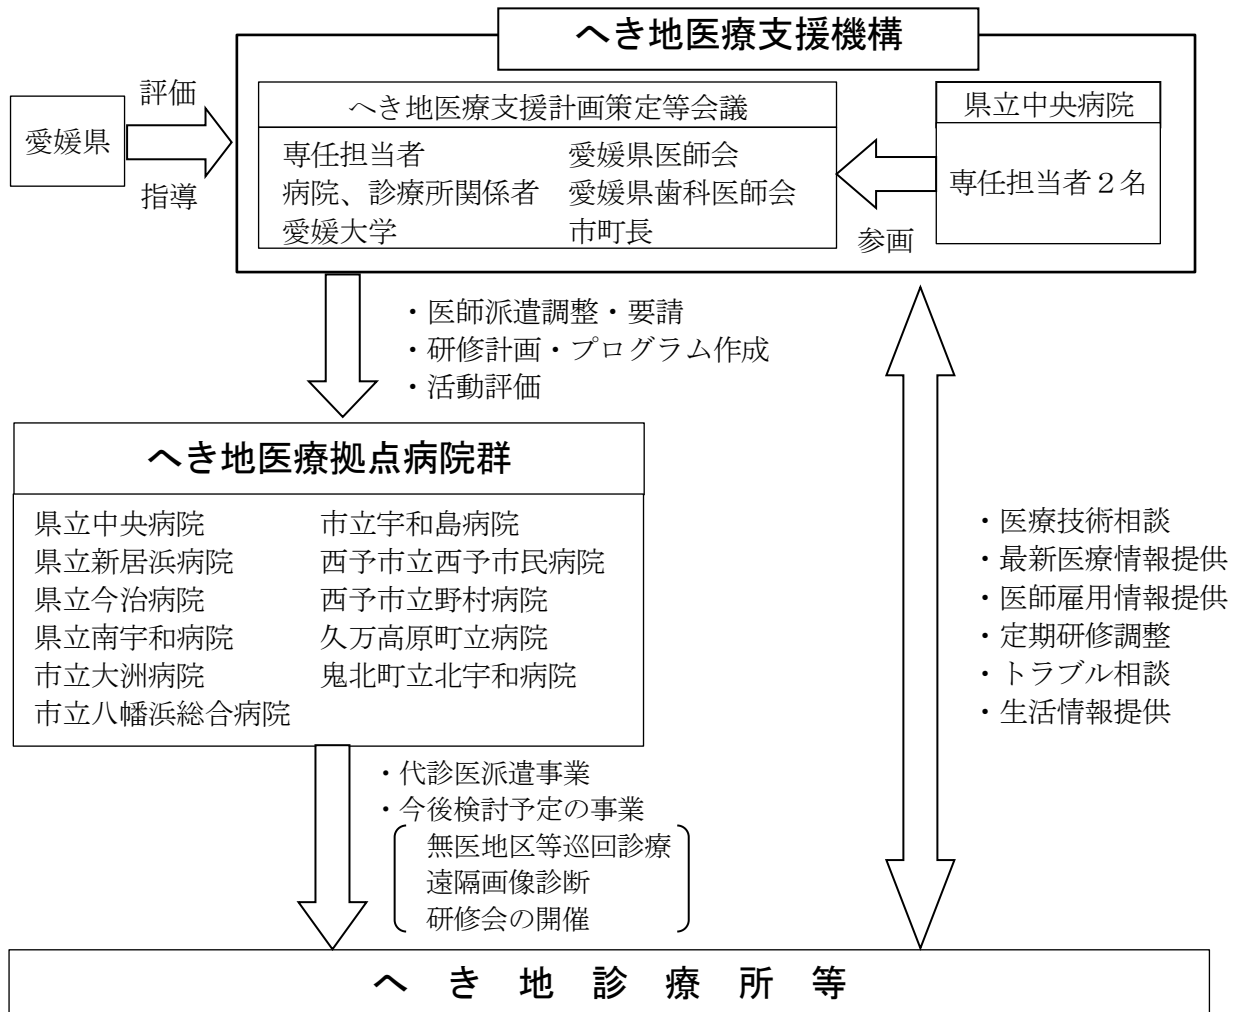 へき地医療支援機構
評価
愛媛県
指導
へき地医療支援計画策定等会議
専任担当者
病院、診療所関係者
愛媛大学
愛媛県医師会
愛媛県歯科医師会
市町長
県立中央病院
専任担当者2名
参画
・医師派遣調整・要請
・研修計画・プログラム作成
・活動評価
へき地医療拠点病院群
県立中央病院
県立新居浜病院
県立今治病院
県立南宇和病院
市立大洲病院
市立八幡浜総合病院
市立宇和島病院
西予市立西予市民病院
西予市立野村病院
久万高原町立病院
鬼北町立北宇和病院
・医療技術相談
・最新医療情報提供
・医師雇用情報提供
・定期研修調整
・トラブル相談
・生活情報提供
・代診医派遣事業
・今後検討予定の事業
無医地区等巡回診療
遠隔画像診断
研修会の開催
へき地診療所等